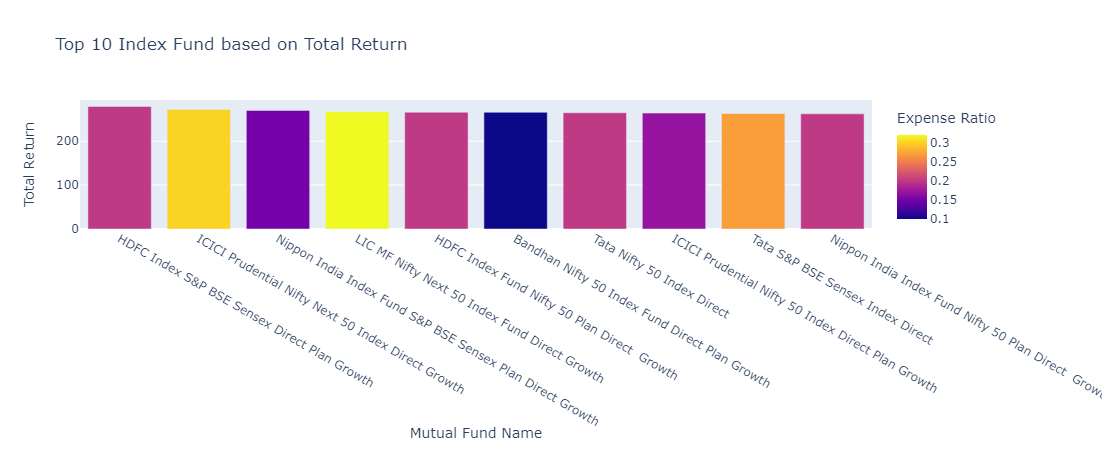 Top 10 Index Fund based on Total Return
Total Return
200
100
0
HDFC Index S&P BSE Sensex Direct Plan Growth
ICICI Prudential Nifty Next 50 Index Direct Growth
Nippon India Index Fund S&P BSE Sensex Plan Direct Growth
LIC MF Nifty Next 50 Index Fund Direct Growth
HDFC Index Fund Nifty 50 Plan Direct  Growth
Bandhan Nifty 50 Index Fund Direct Plan Growth
Tata Nifty 50 Index Direct
ICICI Prudential Nifty 50 Index Direct Plan Growth
Tata S&P BSE Sensex Index Direct
Nippon India Index Fund Nifty 50 Plan Direct
Mutual Fund Name
Expense Ratio
0.3
0.25
0.2
0.15
0.1